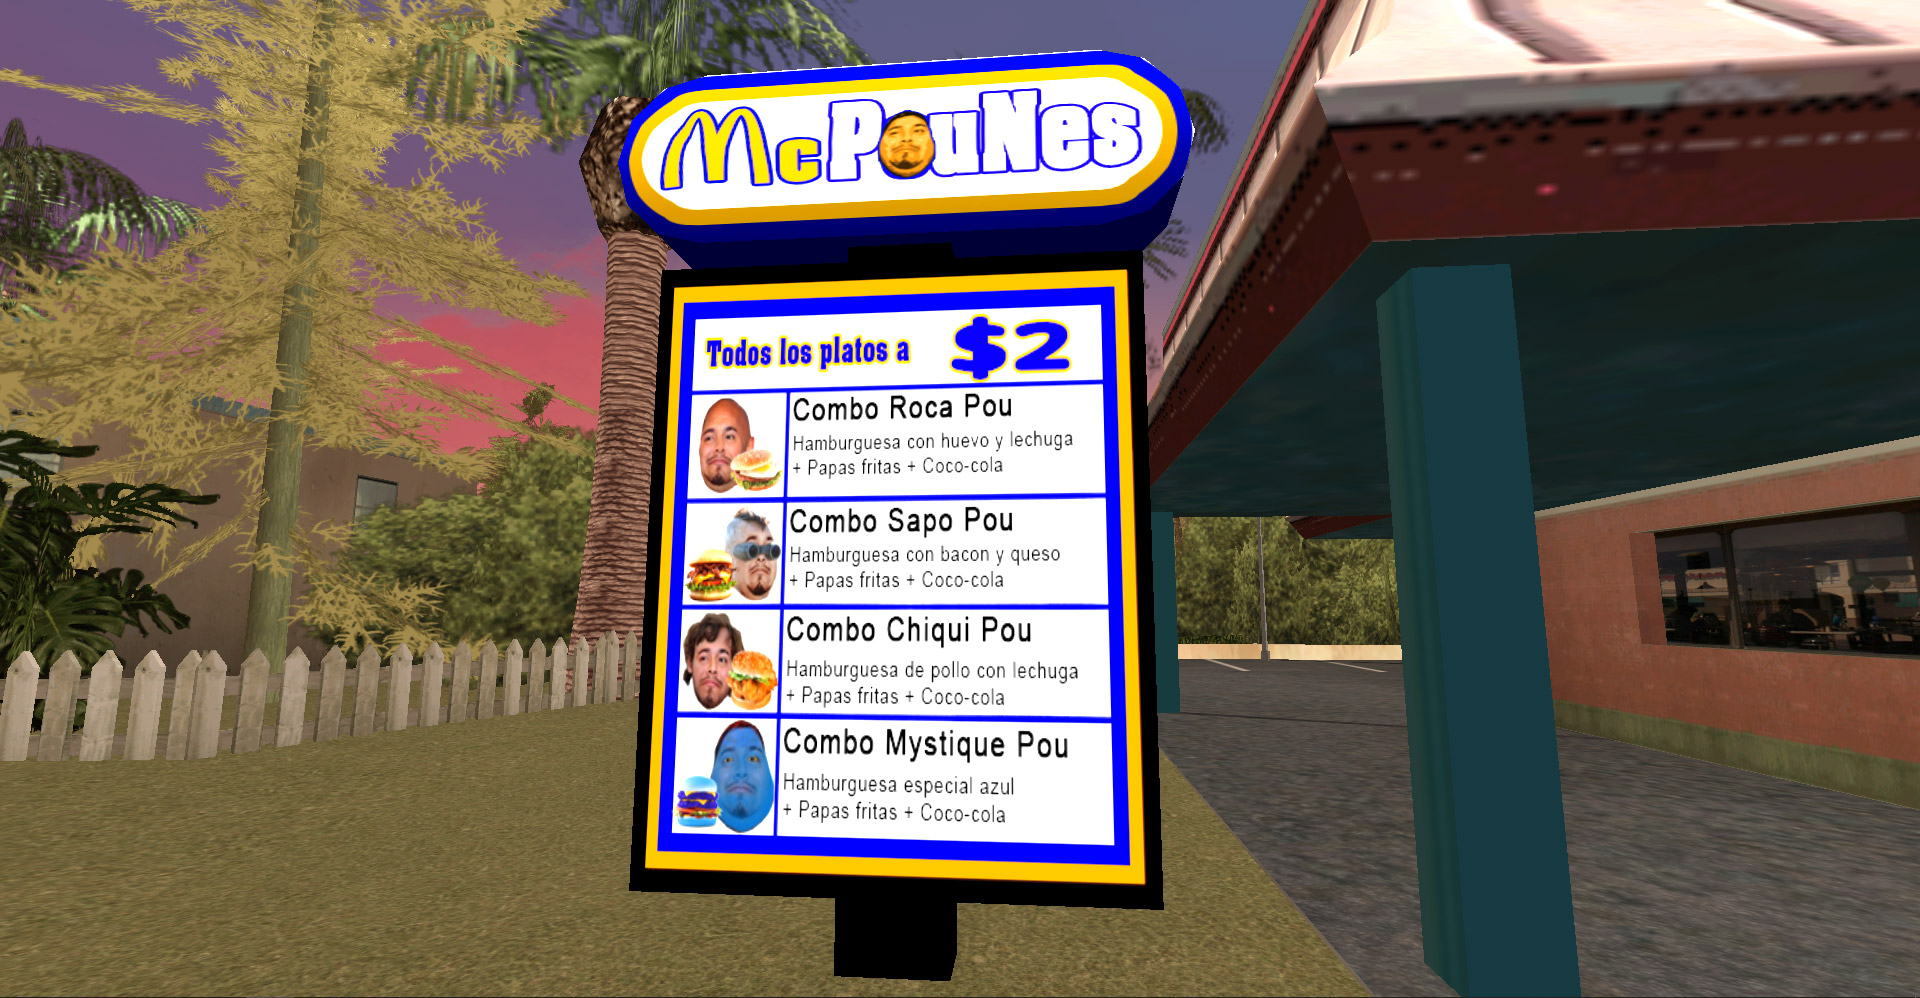 McPouNes
Todos los platos a $2
Combo Roca Pou
Hamburguesa con huevo y lechuga
+ Papas fritas + Coco-cola
Combo Sapo Pou
Hamburguesa con bacon y queso
+ Papas fritas + Coco-cola
Combo Chiqui Pou
Hamburguesa de pollo con lechuga
+ Papas fritas + Coco-cola
Combo Mystique Pou
Hamburguesa especial azul
+ Papas fritas + Coco-cola